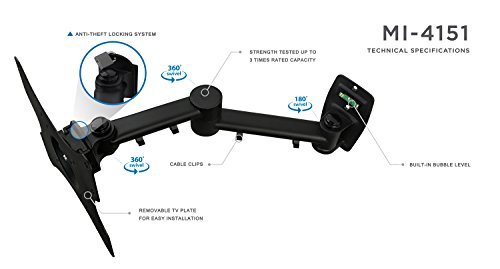 MI-4151
TECHNICAL SPECIFICATIONS
ANTI-THEFT LOCKING SYSTEM
360°
swivel
STRENGTH TESTED UP TO
3 TIMES RATED CAPACITY
180°
swivel
360°
swivel
CABLE CLIPS
BUILT-IN BUBBLE LEVEL
REMOVABLE TV PLATE
FOR EASY INSTALLATION